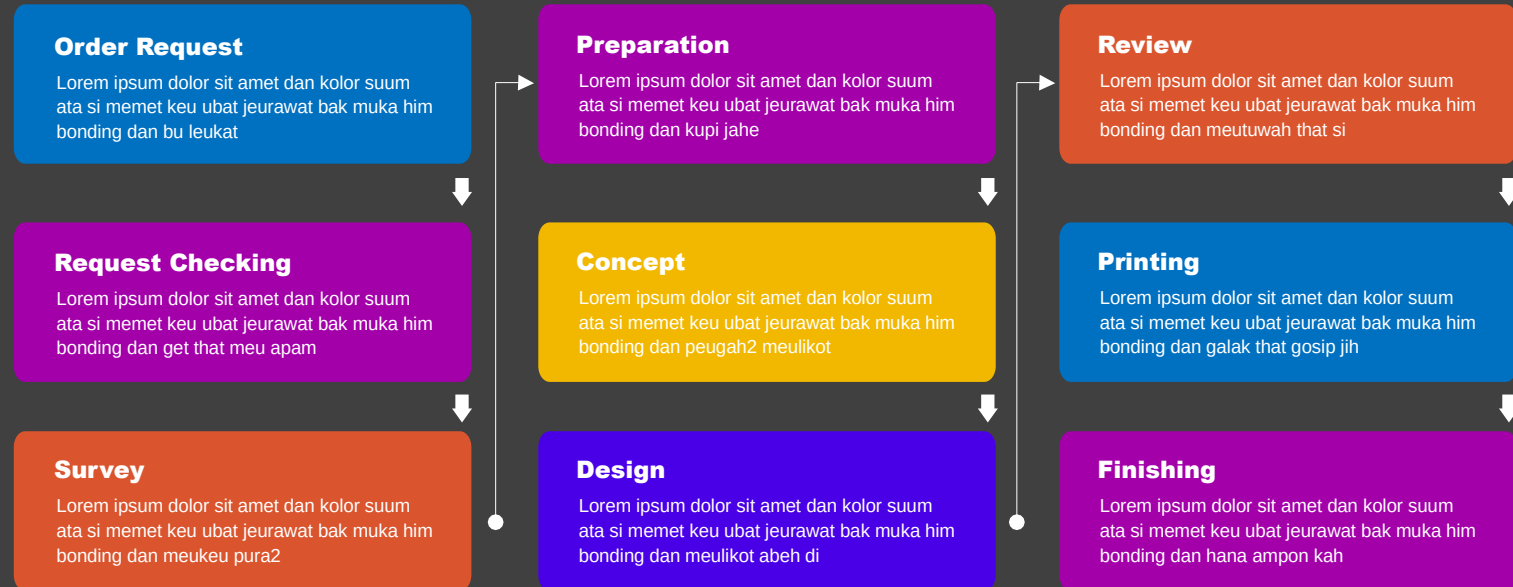 Order Request
Lorem ipsum dolor sit amet dan kolor suum
ata si memet keu ubat jeurawat bak muka him
bonding dan bu leukat
Request Checking
Lorem ipsum dolor sit amet dan kolor suum
ata si memet keu ubat jeurawat bak muka him
bonding dan get that meu apam
Survey
Lorem ipsum dolor sit amet dan kolor suum
ata si memet keu ubat jeurawat bak muka him
bonding dan meukeu pura2
Preparation
Lorem ipsum dolor sit amet dan kolor suum
ata si memet keu ubat jeurawat bak muka him
bonding dan kupi jahe
Concept
Lorem ipsum dolor sit amet dan kolor suum
ata si memet keu ubat jeurawat bak muka him
bonding dan peugah2 meulikot
Design
Lorem ipsum dolor sit amet dan kolor suum
ata si memet keu ubat jeurawat bak muka him
bonding dan meulikot abeh di
Review
Lorem ipsum dolor sit amet dan kolor suum
ata si memet keu ubat jeurawat bak muka him
bonding dan meutuwah that si
Printing
Lorem ipsum dolor sit amet dan kolor suum
ata si memet keu ubat jeurawat bak muka him
bonding dan galak that gosip jih
Finishing
Lorem ipsum dolor sit amet dan kolor suum
ata si memet keu ubat jeurawat bak muka him
bonding dan hana ampon kah